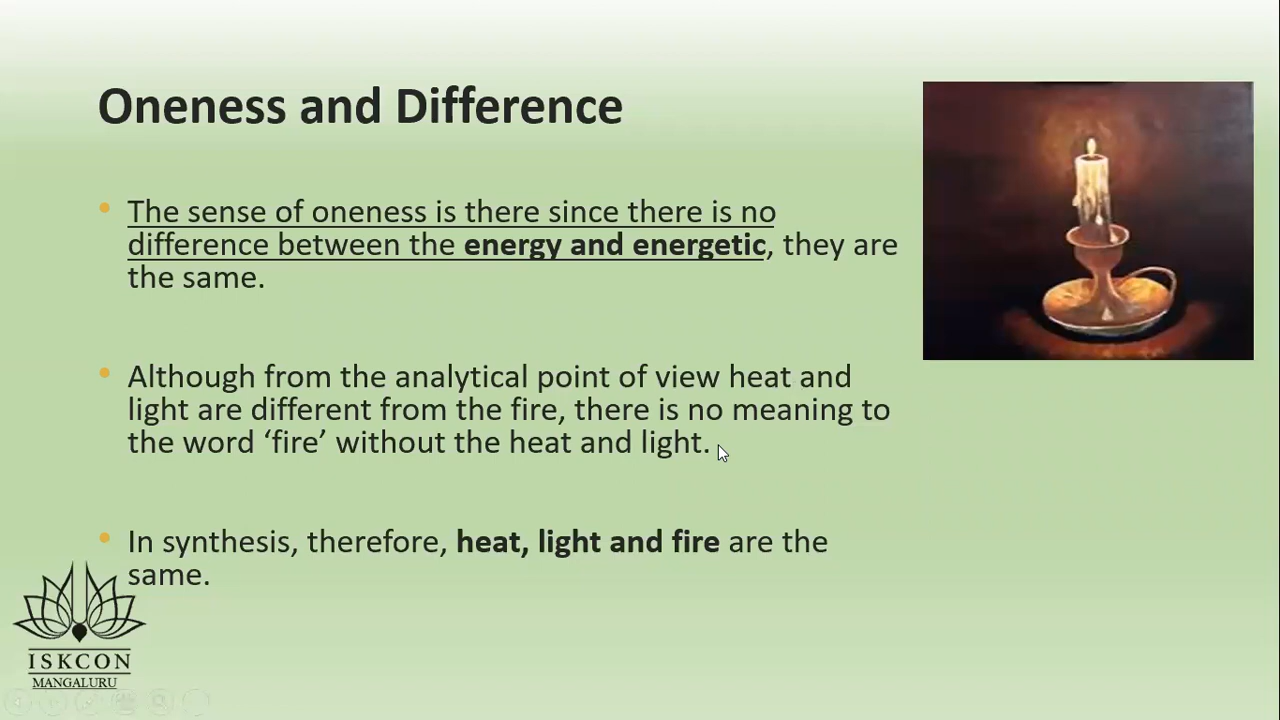 Oneness and Difference
The sense of oneness is there since there is no
difference between the energy and energetic, they are
the same.
Although from the analytical point of view heat and
light are different from the fire, there is no meaning to
the word ‘fire’ without the heat and light.
In synthesis, therefore, heat, light and fire are the
same.
ISKCON
MANGALURU